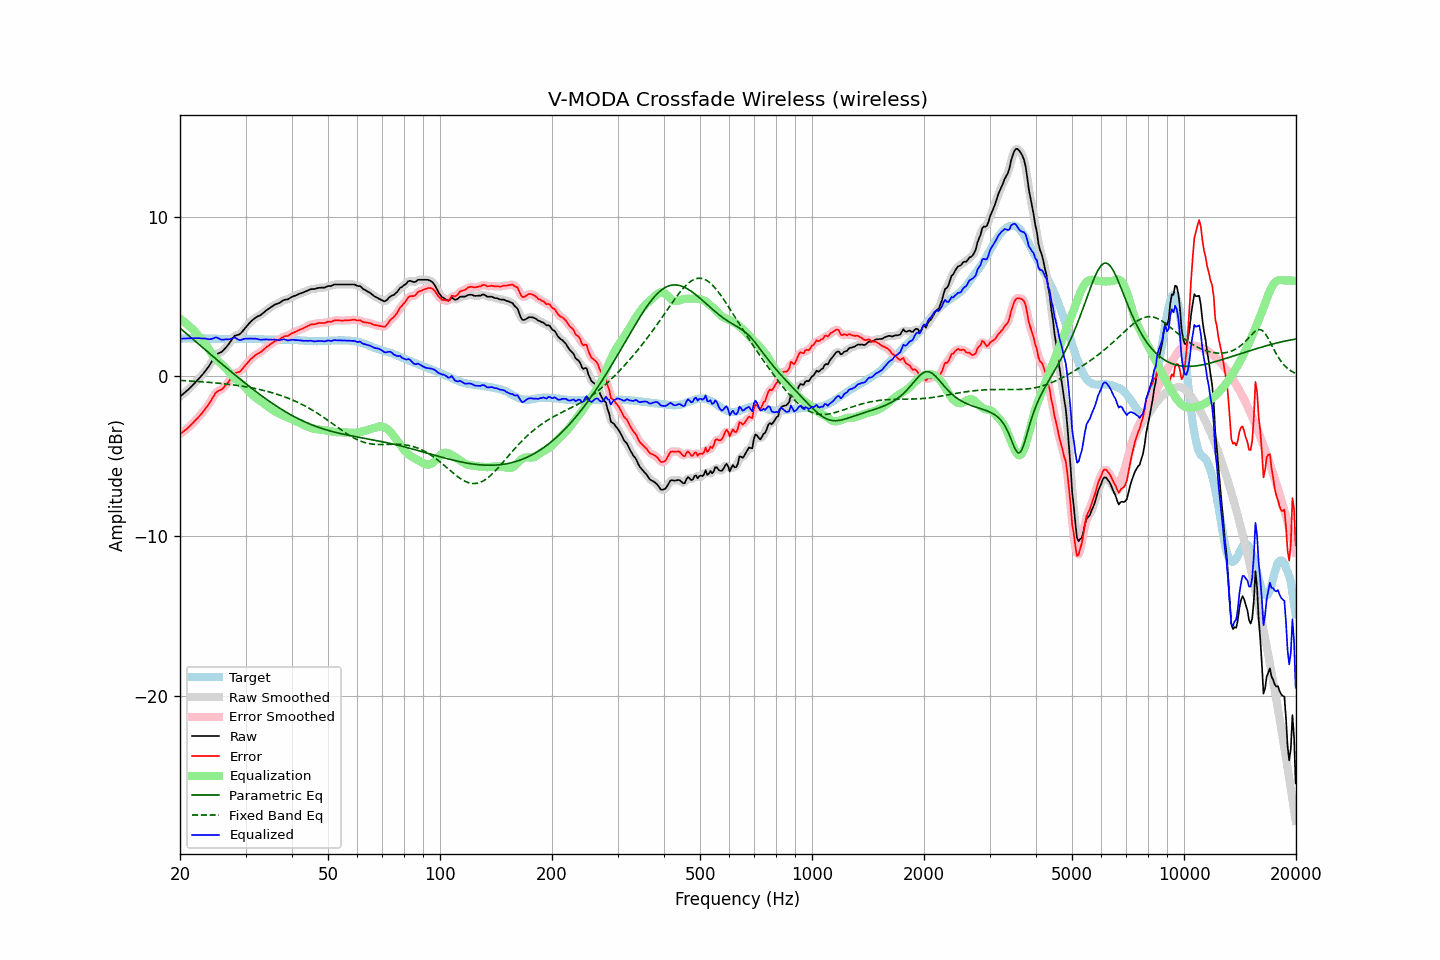 V-MODA Crossfade Wireless (wireless)
Amplitude (dBr)
10
0
−10
−20
Target
Raw Smoothed
Error Smoothed
Raw
Error
Equalization
Parametric Eq
Fixed Band Eq
Equalized
20 50 100 200 500 1000 2000 5000 10000 20000
Frequency (Hz)